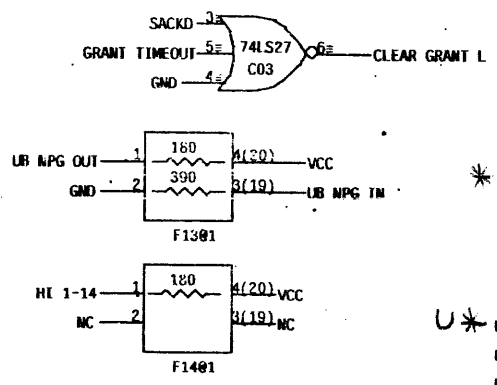 SACKD 3
GRANT TIMEOUT 5 74LS27 6 CLEAR GRANT L
GND 4 C03
180
UB NPG OUT 1 4(20) VCC
390
GND 2 3(19) UB NPG IN
F1301
180
HI 1-14 1 4(20) VCC
NC 2 3(19) NC
U*
F1401